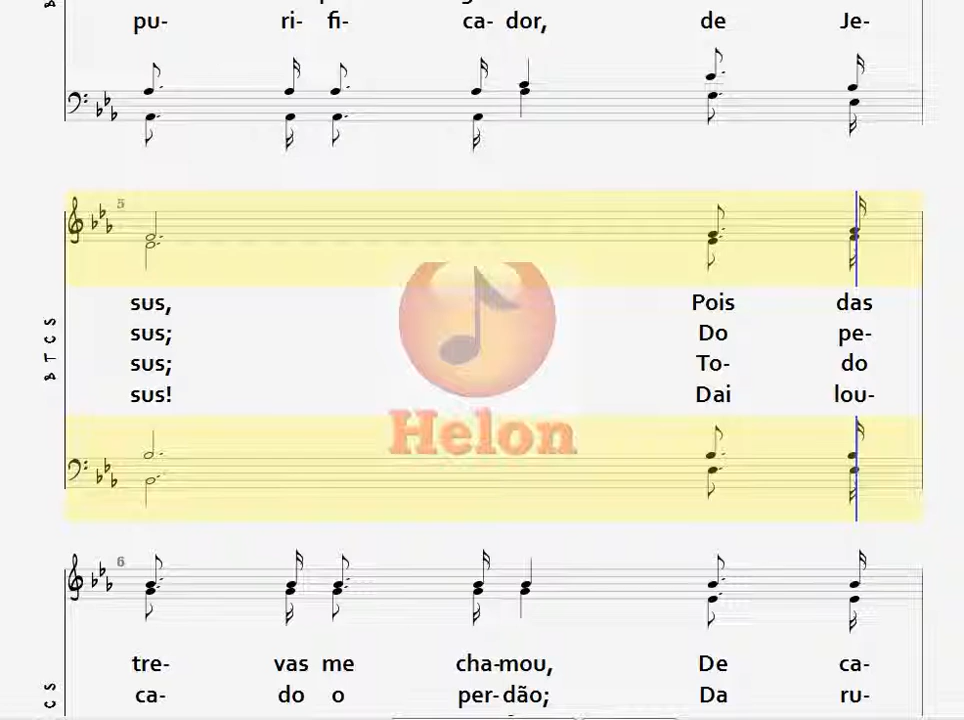 pu- ri- fi- ca- dor, de Je-
5
sus, Pois das
sus; Do pe-
sus; To- do
sus! Dai lou-
B T C S
Helon
6
tre- vas me cha-mou, De ca-
ca- do o per-dão; Da ru-
C S